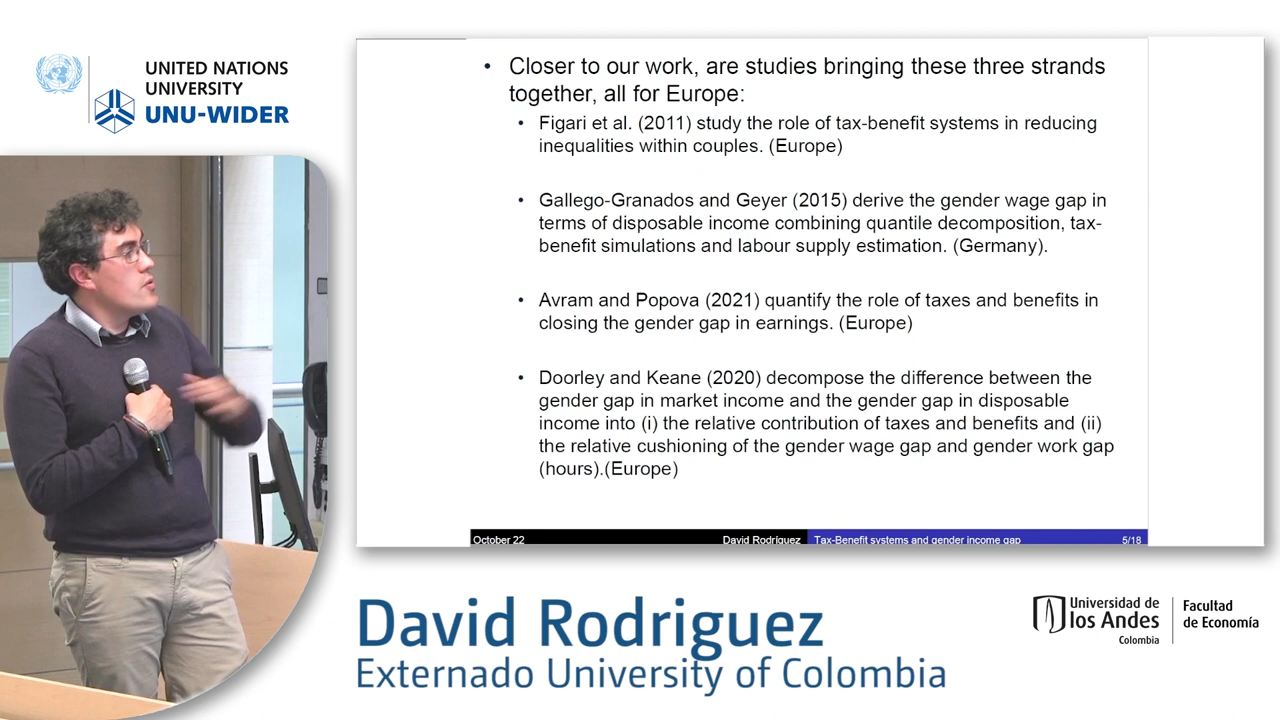 UNITED NATIONS
UNIVERSITY
UNU-WIDER
• Closer to our work, are studies bringing these three strands
together, all for Europe:
• Figari et al. (2011) study the role of tax-benefit systems in reducing
inequalities within couples. (Europe)
• Gallego-Granados and Geyer (2015) derive the gender wage gap in
terms of disposable income combining quantile decomposition, tax-
benefit simulations and labour supply estimation. (Germany).
• Avram and Popova (2021) quantify the role of taxes and benefits in
closing the gender gap in earnings. (Europe)
• Doorley and Keane (2020) decompose the difference between the
gender gap in market income and the gender gap in disposable
income into (i) the relative contribution of taxes and benefits and (ii)
the relative cushioning of the gender wage gap and gender work gap
(hours).(Europe)
October 22 David Rodriguez Tax-Benefit systems and gender income gap 5/18
David Rodriguez
Externado University of Colombia
Universidad de
los Andes
Colombia
Facultad
de Economía